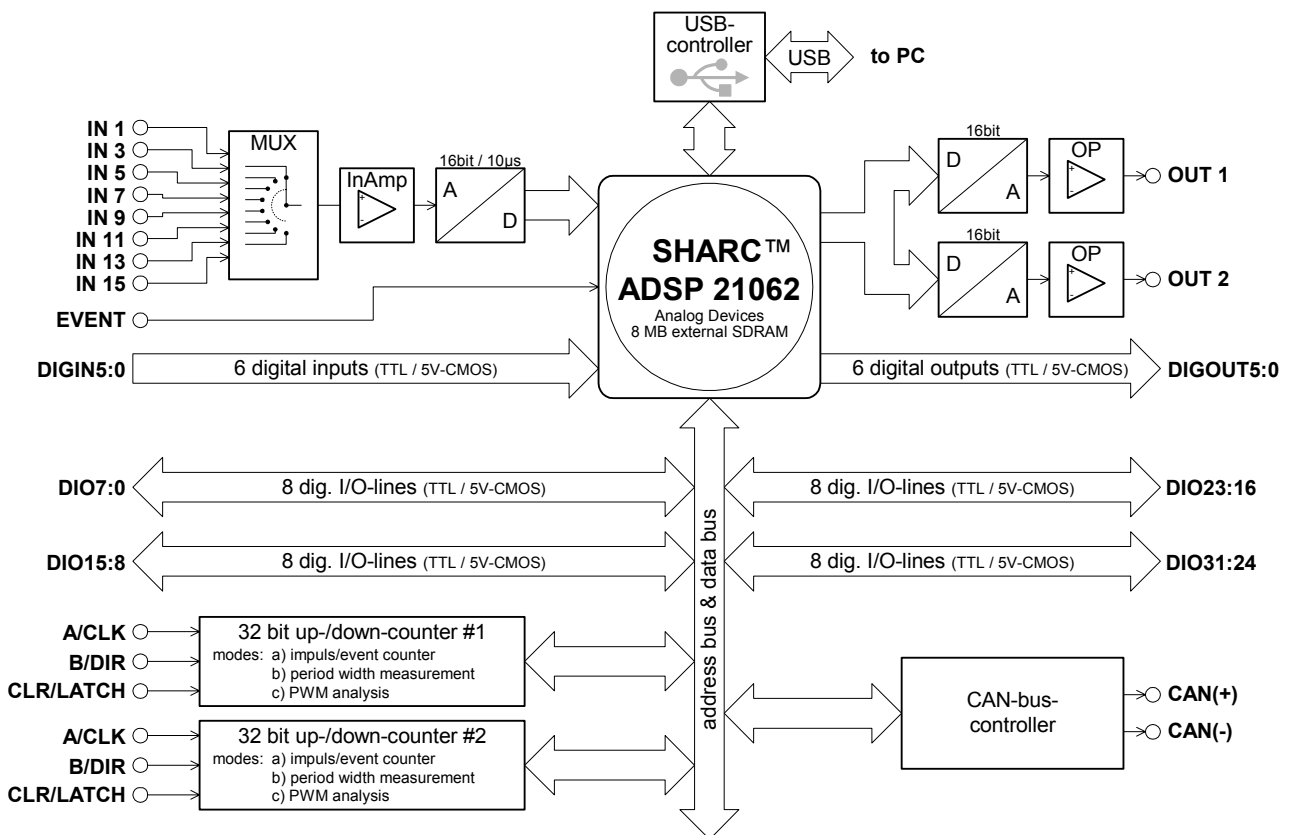 USB-
controller
USB
to PC
IN 1
IN 3
IN 5
IN 7
IN 9
IN 11
IN 13
IN 15
MUX
InAmp
+
-
16bit / 10µs
A
D
EVENT
DIGIN5:0
6 digital inputs (TTL / 5V-CMOS)
SHARC™
ADSP 21062
Analog Devices
8 MB external SDRAM
16bit
D
A
OP
+
-
OUT 1
16bit
D
A
OP
+
-
OUT 2
6 digital outputs (TTL / 5V-CMOS)
DIGOUT5:0
DIO7:0
8 dig. I/O-lines (TTL / 5V-CMOS)
8 dig. I/O-lines (TTL / 5V-CMOS)
DIO23:16
DIO15:8
8 dig. I/O-lines (TTL / 5V-CMOS)
8 dig. I/O-lines (TTL / 5V-CMOS)
DIO31:24
address bus & data bus
A/CLK
B/DIR
CLR/LATCH
32 bit up-/down-counter #1
modes: a) impuls/event counter
b) period width measurement
c) PWM analysis
A/CLK
B/DIR
CLR/LATCH
32 bit up-/down-counter #2
modes: a) impuls/event counter
b) period width measurement
c) PWM analysis
CAN-bus-
controller
CAN(+)
CAN(-)